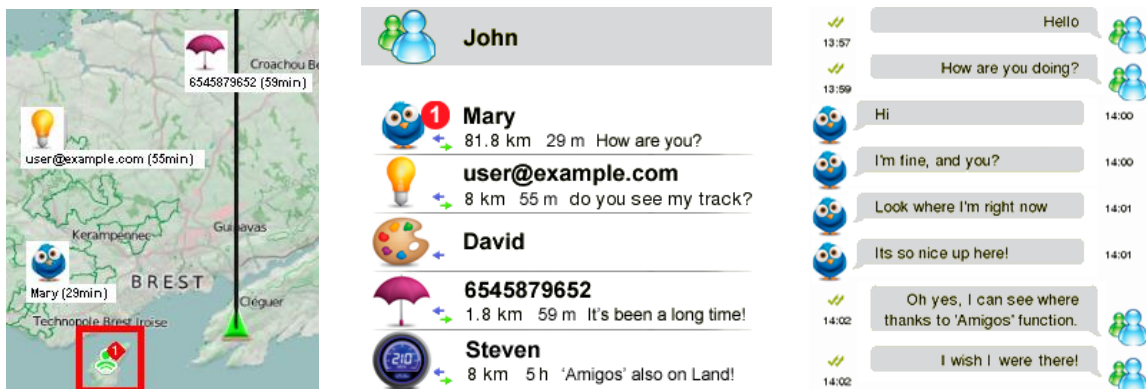 Croachou Be
6545879652 (59min)
user@example.com (55min)
Kerampennec
Guipavas
Mary (29min)
BREST
Cléguer
Technopole Brest Iroise
1
John
1
Mary
81.8 km 29 m How are you?
user@example.com
8 km 55 m do you see my track?
David
6545879652
1.8 km 59 m It's been a long time!
210
Steven
8 km 5 h ‘Amigos’ also on Land!
Hello
13:57
How are you doing?
13:59
Hi
14:00
I'm fine, and you?
14:00
Look where I'm right now
14:01
Its so nice up here!
14:01
Oh yes, I can see where
thanks to 'Amigos' function.
14:02
I wish I were there!
14:02